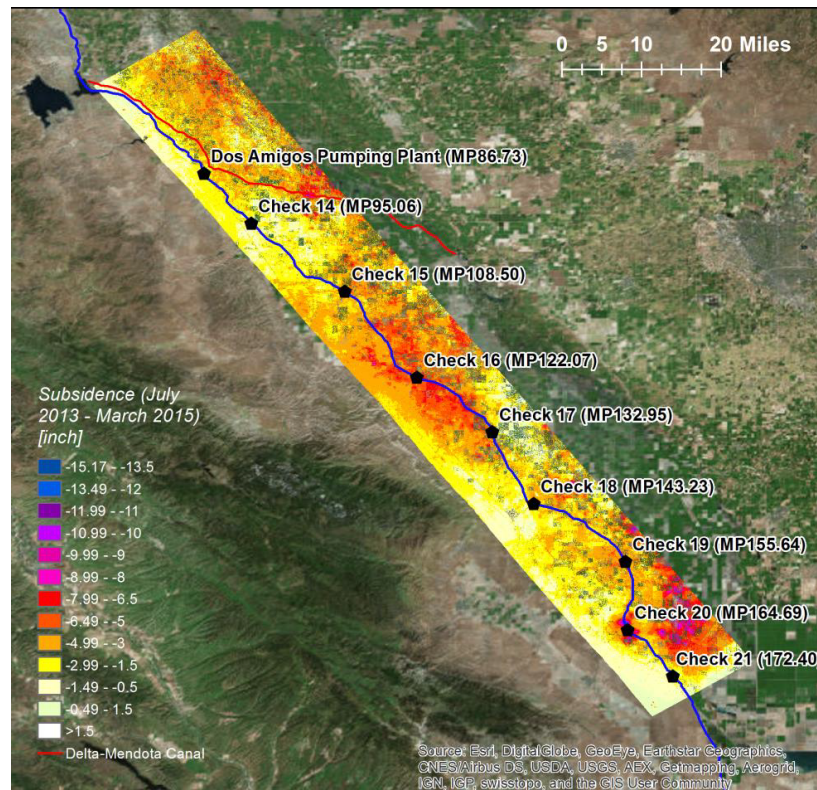 0 5 10 20 Miles
Dos Amigos Pumping Plant (MP86.73)
Check 14 (MP95.06)
Check 15 (MP108.50)
Check 16 (MP122.07)
Check 17 (MP132.95)
Check 18 (MP143.23)
Check 19 (MP155.64)
Check 20 (MP164.69)
Check 21 (172.40
Subsidence (July
2013 - March 2015)
[inch]
-15.17 - -13.5
-13.49 - -12
-11.99 - -11
-10.99 - -10
-9.99 - -9
-8.99 - -8
-7.99 - -6.5
-6.49 - -5
-4.99 - -3
-2.99 - -1.5
-1.49 - -0.5
-0.49 - 1.5
>1.5
Delta-Mendota Canal
Source: Esri, DigitalGlobe, GeoEye, Earthstar Geographics,
CNES/Airbus DS, USDA, USGS, AEX, Getmapping, Aerogrid,
IGN, IGP, swisstopo, and the GIS User Community